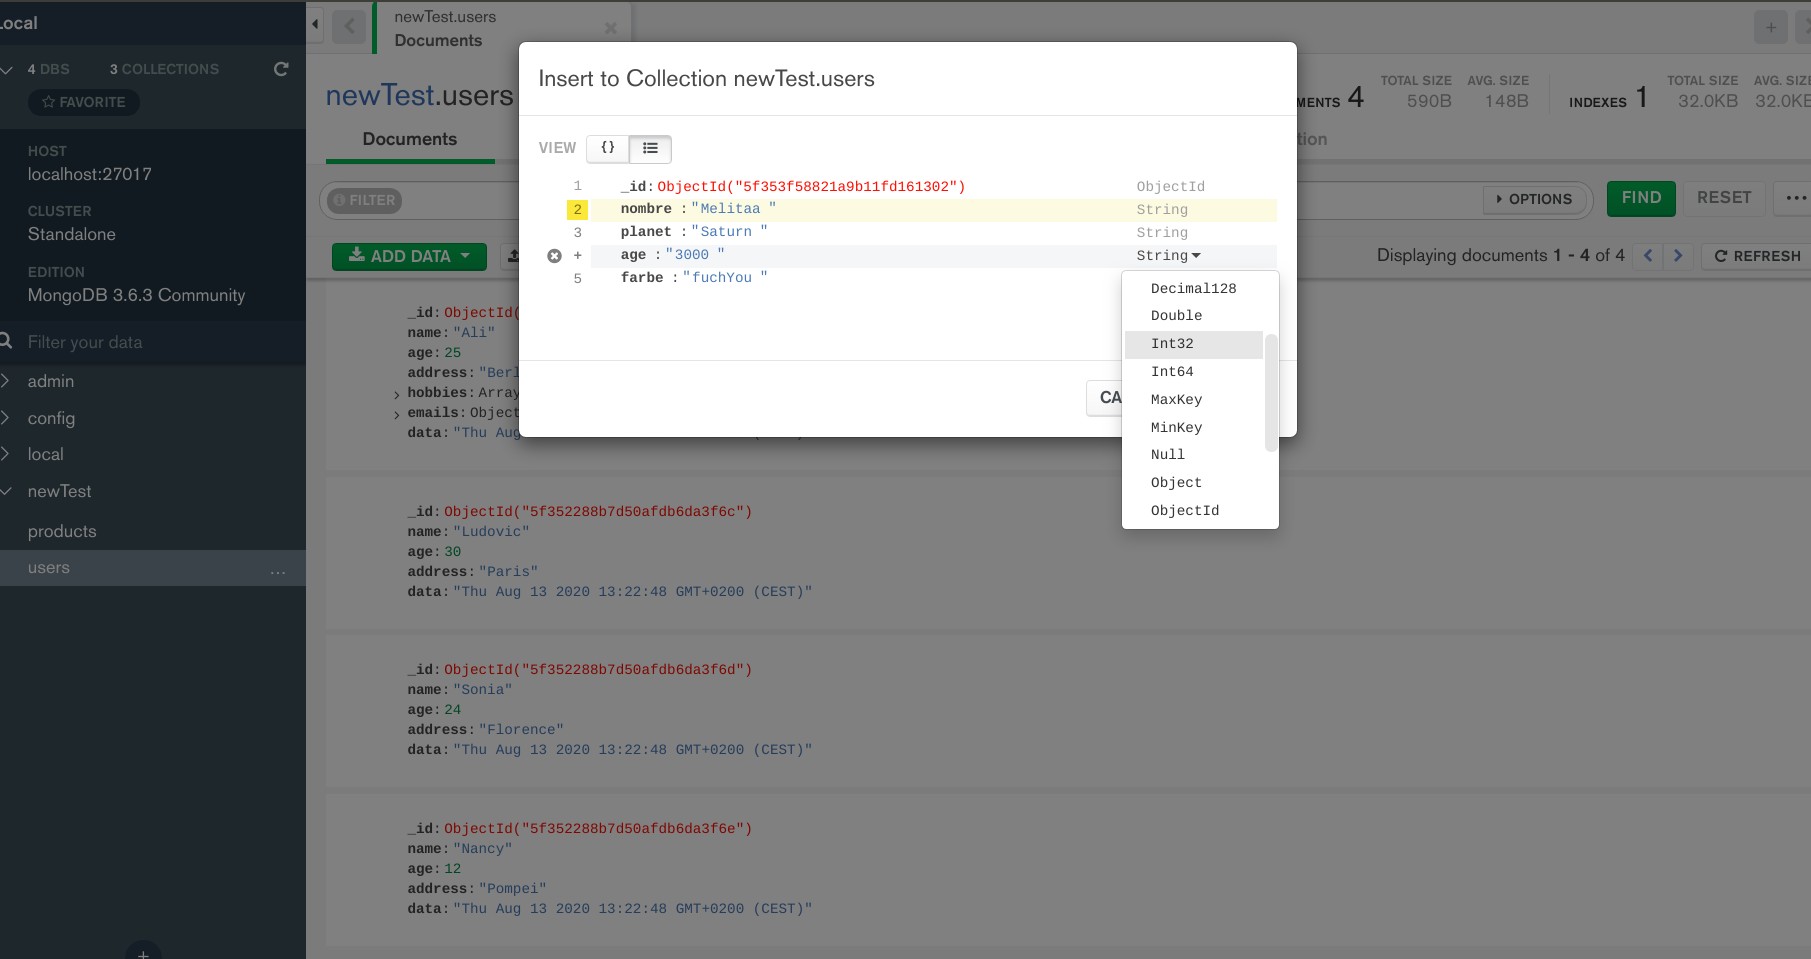 Local
4 DBS 3 COLLECTIONS
FAVORITE
HOST
localhost:27017
CLUSTER
Standalone
EDITION
MongoDB 3.6.3 Community
Filter your data
admin
config
local
newTest
products
users ...
newTest.users
Documents
newTest.users
MENTS 4 TOTAL SIZE 590B AVG. SIZE 148B INDEXES 1 TOTAL SIZE 32.0KB AVG. SIZE 32.0KB
Documents
tion
FILTER
OPTIONS FIND RESET ...
ADD DATA
Displaying documents 1 - 4 of 4 REFRESH
Insert to Collection newTest.users
VIEW {}
1 _id: ObjectId("5f353f58821a9b11fd161302") ObjectId
2 nombre : "Melitaa " String
3 planet : "Saturn " String
+ age : "3000 " String
5 farbe : "fuchYou "
Decimal128
Double
Int32
Int64
MaxKey
MinKey
Null
Object
ObjectId
CA
_id: ObjectId(
name: "Ali"
age: 25
address: "Berl
hobbies: Array
emails: Object
data: "Thu Aug
_id: ObjectId("5f352288b7d50afdb6da3f6c")
name: "Ludovic"
age: 30
address: "Paris"
data: "Thu Aug 13 2020 13:22:48 GMT+0200 (CEST)"
_id: ObjectId("5f352288b7d50afdb6da3f6d")
name: "Sonia"
age: 24
address: "Florence"
data: "Thu Aug 13 2020 13:22:48 GMT+0200 (CEST)"
_id: ObjectId("5f352288b7d50afdb6da3f6e")
name: "Nancy"
age: 12
address: "Pompei"
data: "Thu Aug 13 2020 13:22:48 GMT+0200 (CEST)"